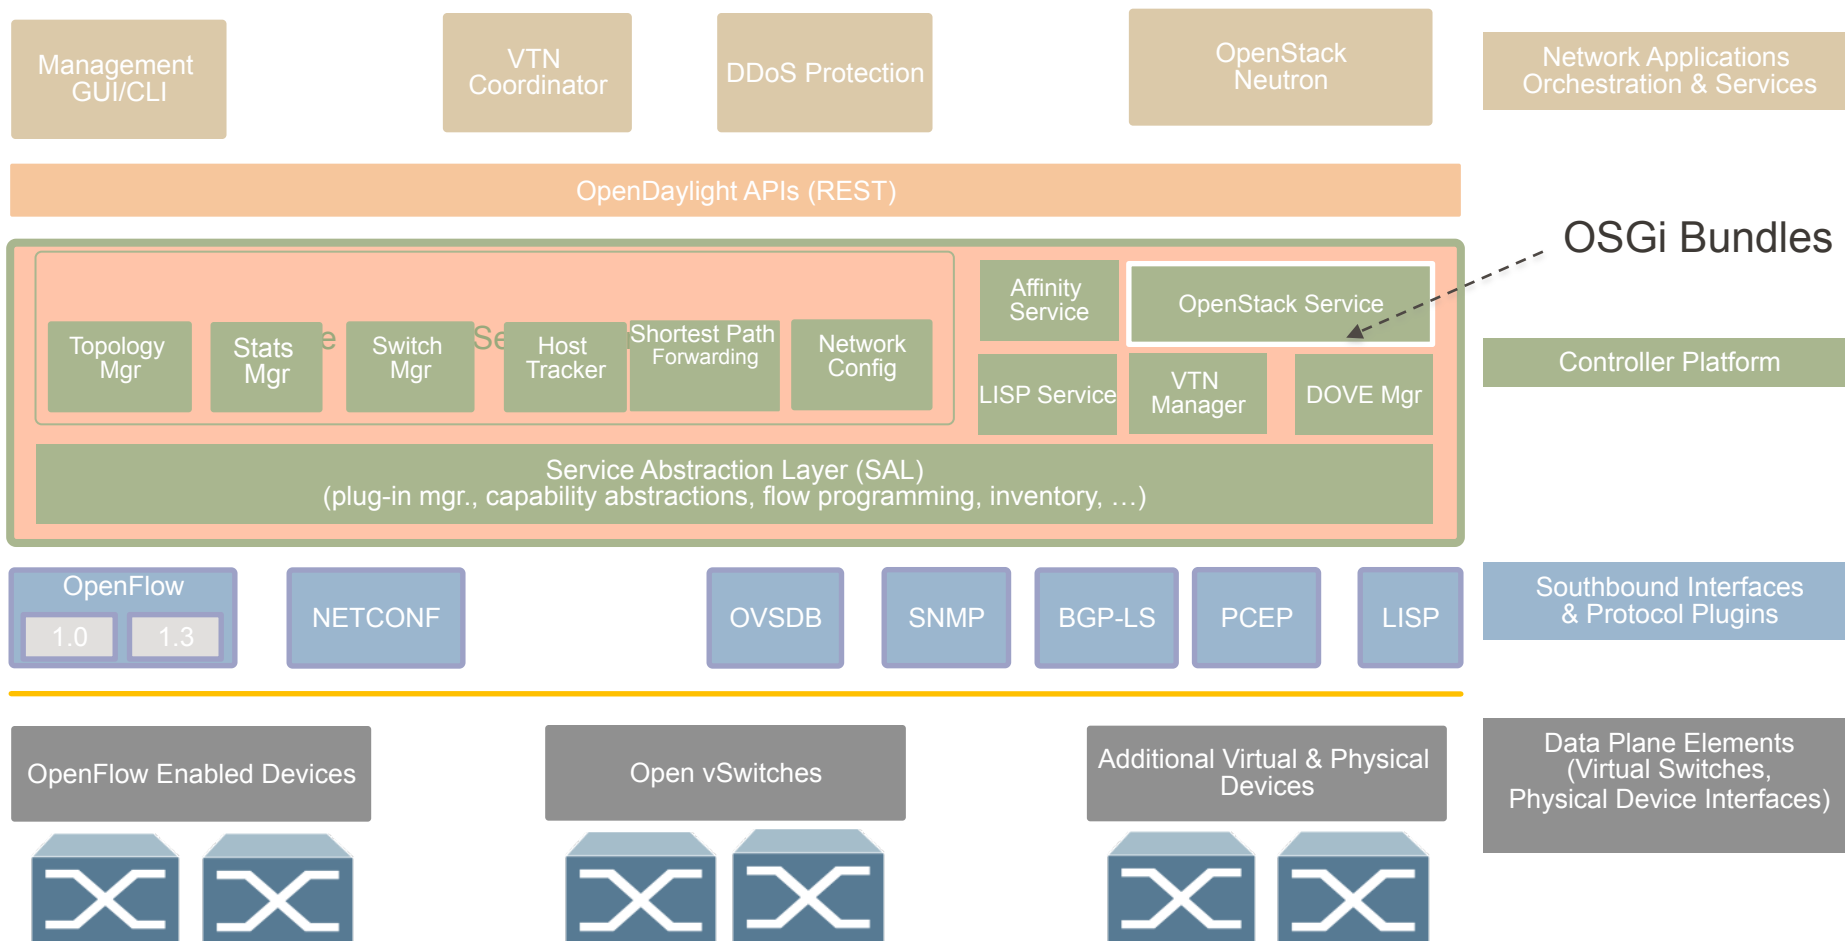 Management
GUI/CLI
VTN
Coordinator
DDoS Protection
OpenStack
Neutron
Network Applications
Orchestration & Services
OpenDaylight APIs (REST)
OSGi Bundles
Affinity
Service
OpenStack Service
Topology
Mgr
Stats
Mgr
Switch
Mgr
Host
Tracker
Shortest Path
Forwarding
Network
Config
LISP Service
VTN
Manager
DOVE Mgr
Controller Platform
Service Abstraction Layer (SAL)
(plug-in mgr., capability abstractions, flow programming, inventory, …)
OpenFlow
1.0
1.3
NETCONF
OVSDB
SNMP
BGP-LS
PCEP
LISP
Southbound Interfaces
& Protocol Plugins
OpenFlow Enabled Devices
Open vSwitches
Additional Virtual & Physical
Devices
Data Plane Elements
(Virtual Switches,
Physical Device Interfaces)